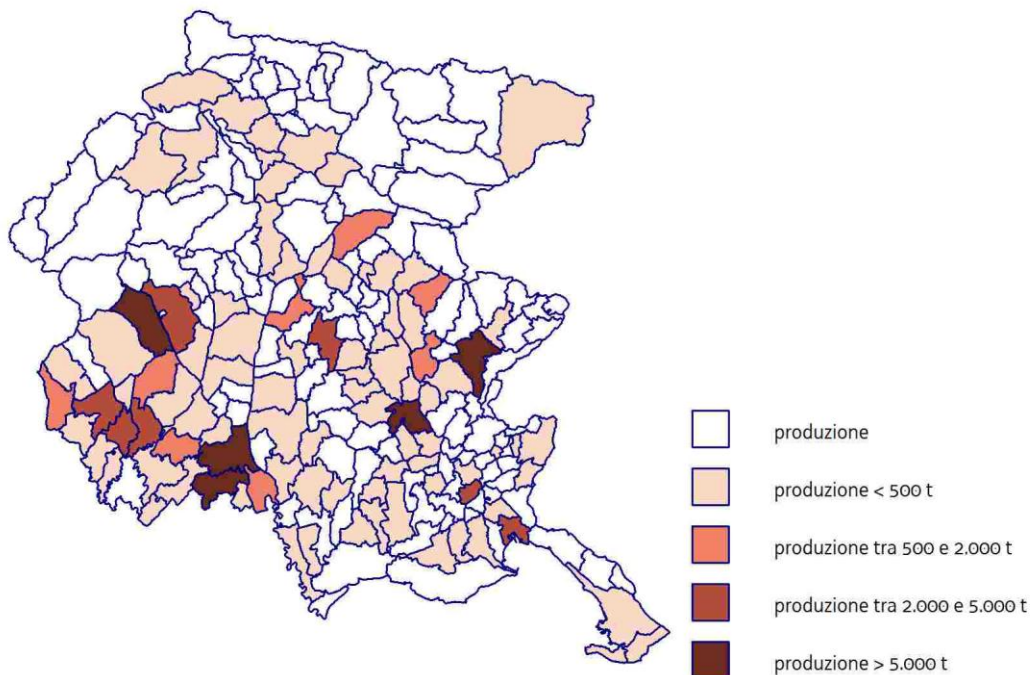 produzione
produzione < 500 t
produzione tra 500 e 2.000 t
produzione tra 2.000 e 5.000 t
produzione > 5.000 t